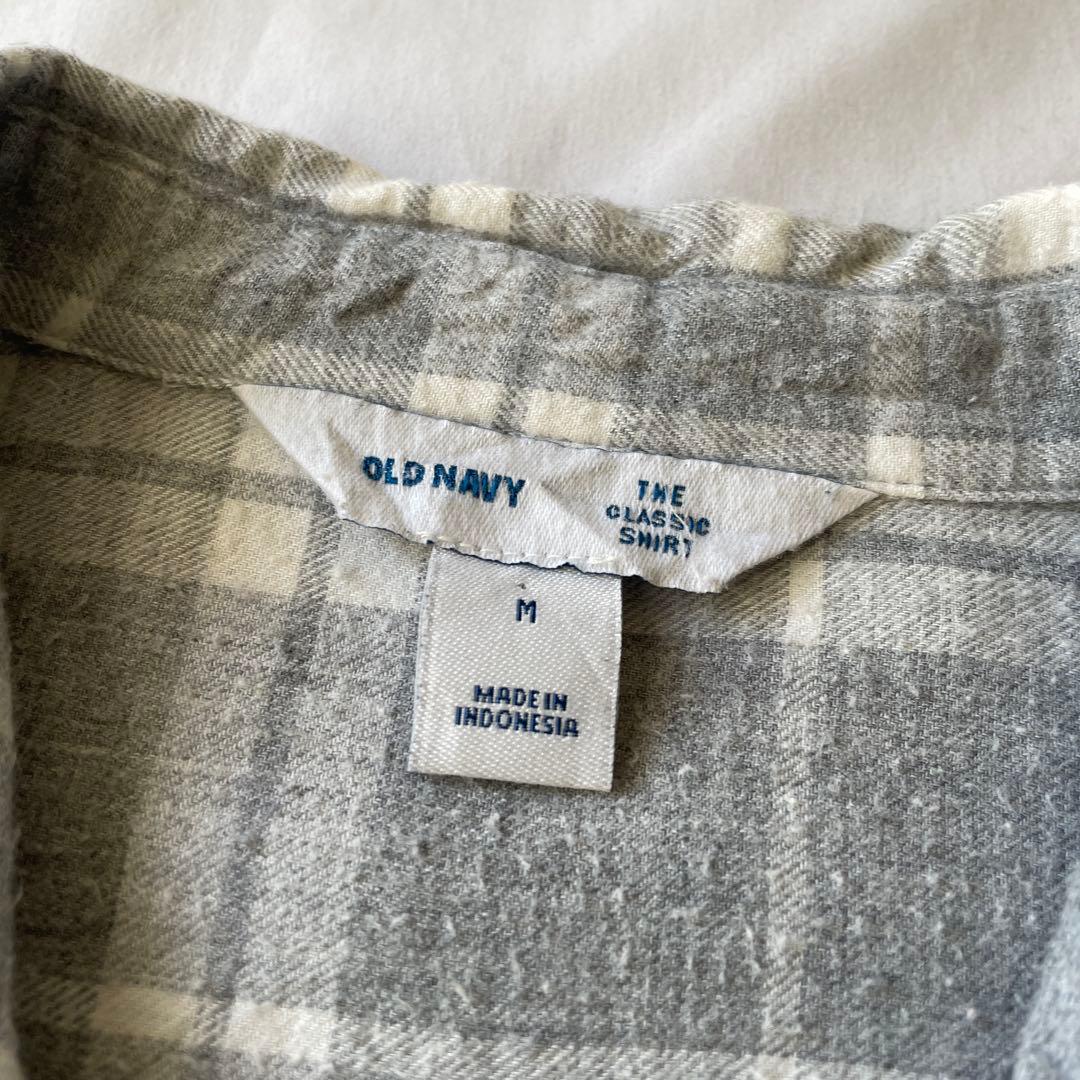 OLD NAVY
THE
CLASSIC
SHIRT
M
MADE IN
INDONESIA